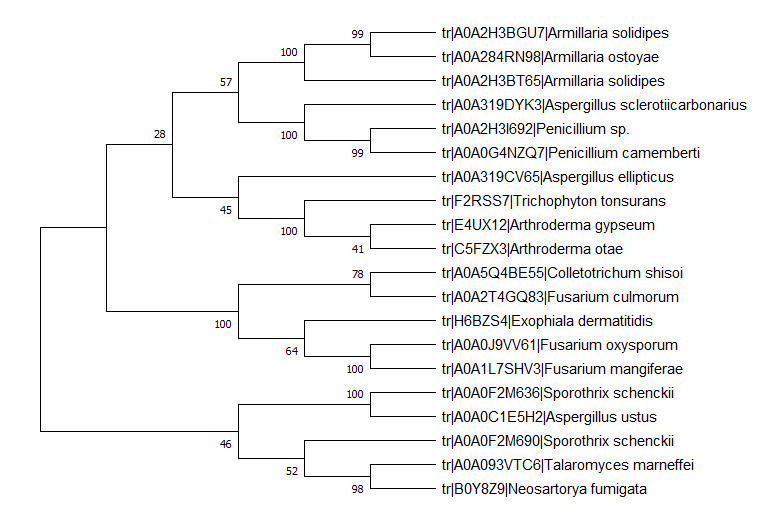 99
tr|A0A2H3BGU7|Armillaria solidipes
100
tr|A0A284RN98|Armillaria ostoyae
57
tr|A0A2H3BT65|Armillaria solidipes
tr|A0A319DYK3|Aspergillus sclerotiicarbonarius
28
100
tr|A0A2H3I692|Penicillium sp.
99
tr|A0A0G4NZQ7|Penicillium camemberti
tr|A0A319CV65|Aspergillus ellipticus
45
tr|F2RSS7|Trichophyton tonsurans
100
tr|E4UX12|Arthroderma gypseum
41
tr|C5FZX3|Arthroderma otae
78
tr|A0A5Q4BE55|Colletotrichum shisoi
tr|A0A2T4GQ83|Fusarium culmorum
100
tr|H6BZS4|Exophiala dermatitidis
64
tr|A0A0J9VV61|Fusarium oxysporum
100
tr|A0A1L7SHV3|Fusarium mangiferae
100
tr|A0A0F2M636|Sporothrix schenckii
tr|A0A0C1E5H2|Aspergillus ustus
46
tr|A0A0F2M690|Sporothrix schenckii
52
tr|A0A093VTC6|Talaromyces marneffei
98
tr|B0Y8Z9|Neosartorya fumigata